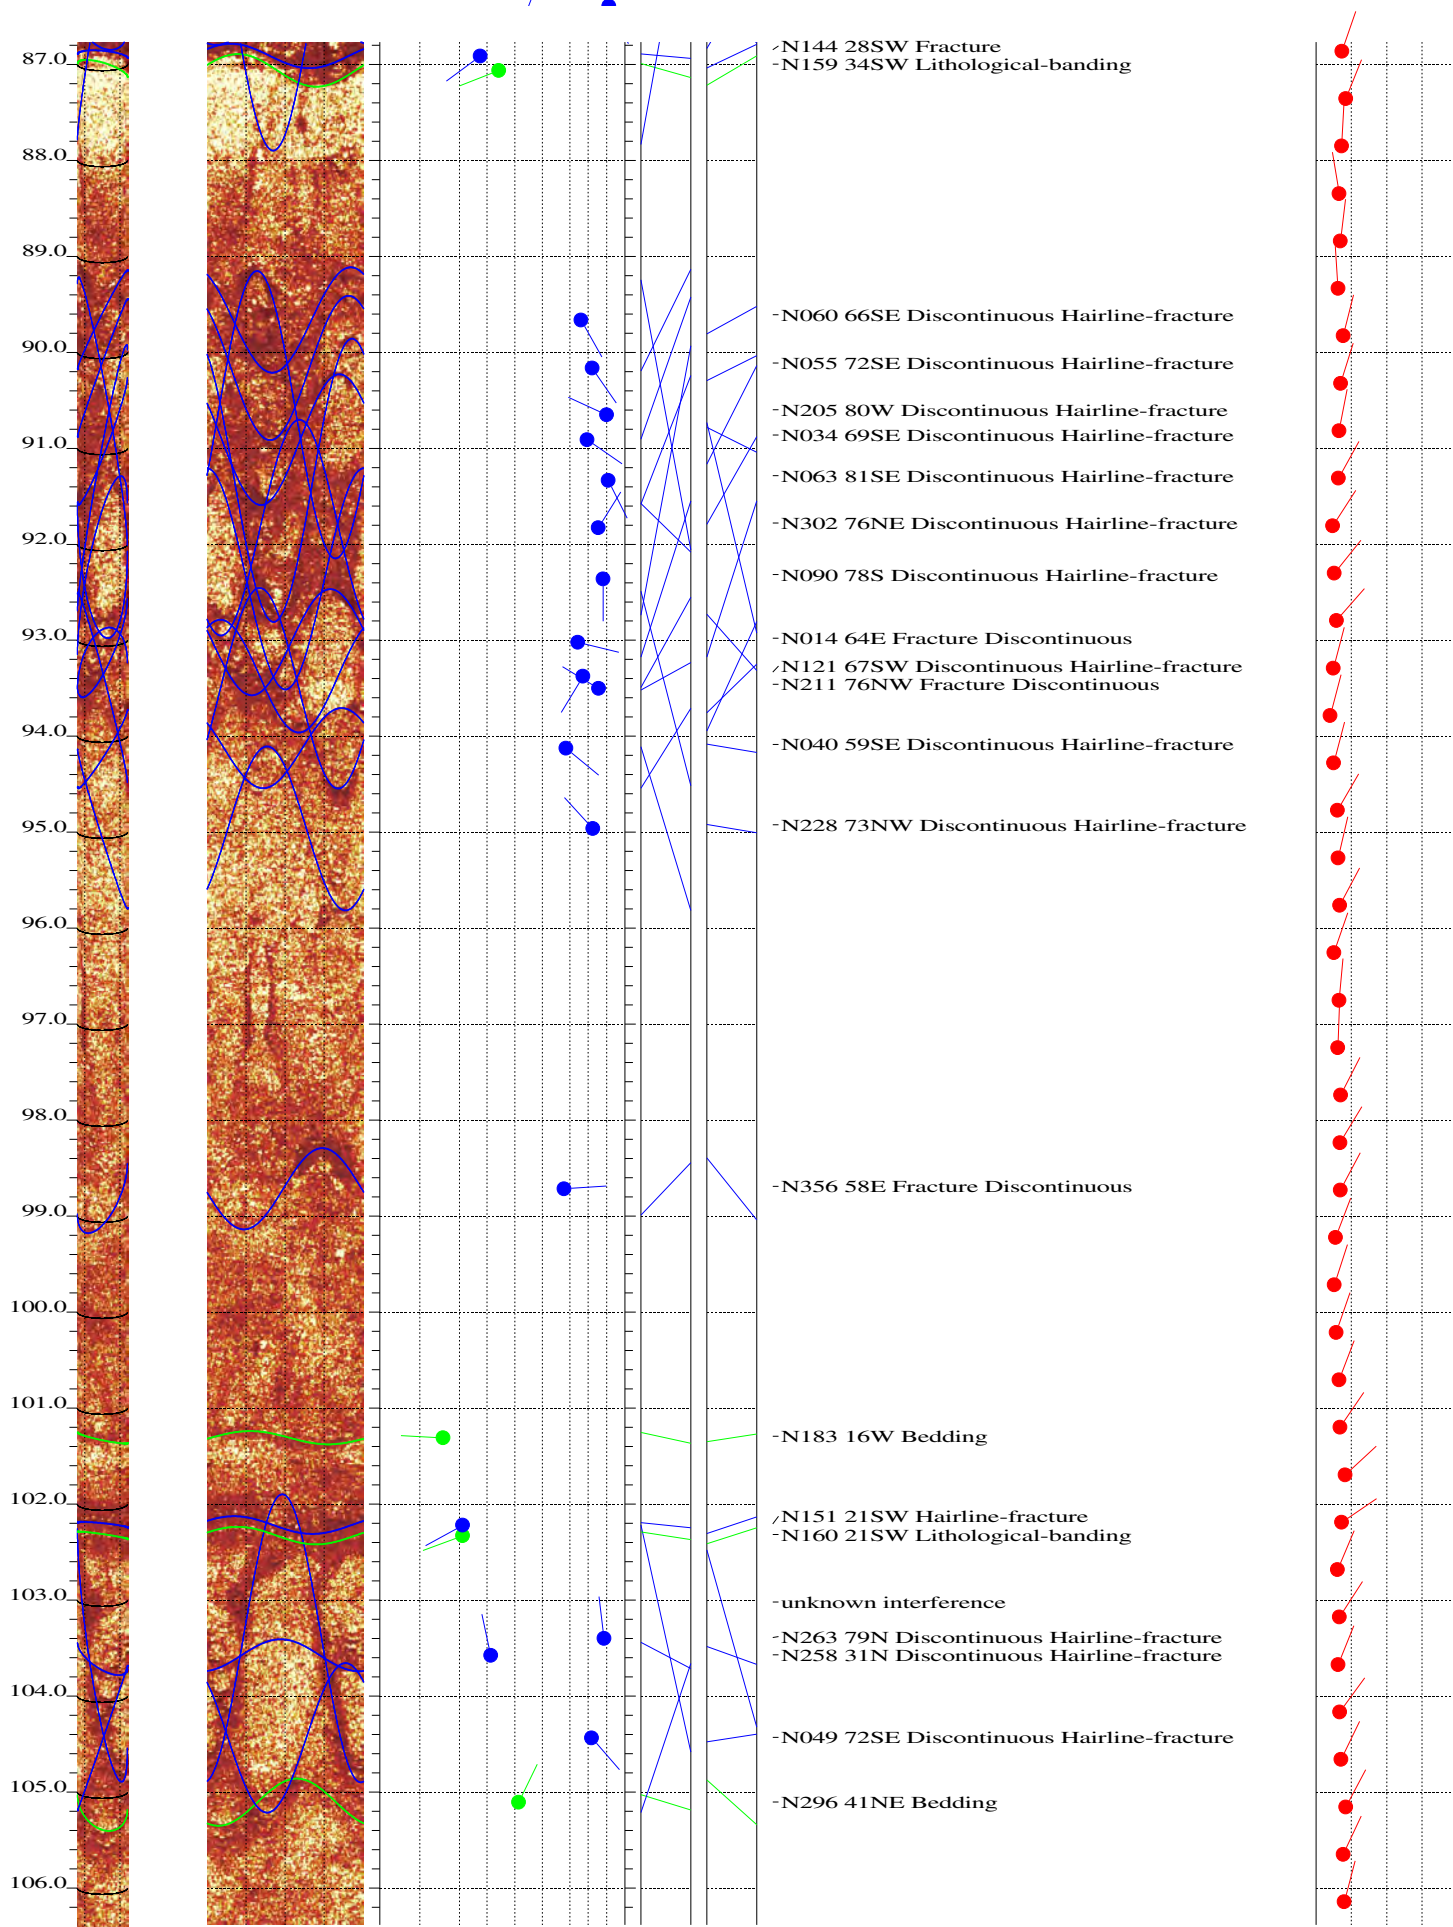 N144 28SW Fracture
87.0
N159 34SW Lithological-banding
88.0
89.0
N060 66SE Discontinuous Hairline-fracture
90.0
N055 72SE Discontinuous Hairline-fracture
N205 80W Discontinuous Hairline-fracture
91.0
N034 69SE Discontinuous Hairline-fracture
N063 81SE Discontinuous Hairline-fracture
N302 76NE Discontinuous Hairline-fracture
92.0
N090 78S Discontinuous Hairline-fracture
93.0
N014 64E Fracture Discontinuous
N121 67SW Discontinuous Hairline-fracture
N211 76NW Fracture Discontinuous
94.0
N040 59SE Discontinuous Hairline-fracture
95.0
N228 73NW Discontinuous Hairline-fracture
96.0
97.0
98.0
N356 58E Fracture Discontinuous
99.0
100.0
101.0
N183 16W Bedding
102.0
N151 21SW Hairline-fracture
N160 21SW Lithological-banding
103.0
unknown interference
N263 79N Discontinuous Hairline-fracture
N258 31N Discontinuous Hairline-fracture
104.0
N049 72SE Discontinuous Hairline-fracture
105.0
N296 41NE Bedding
106.0